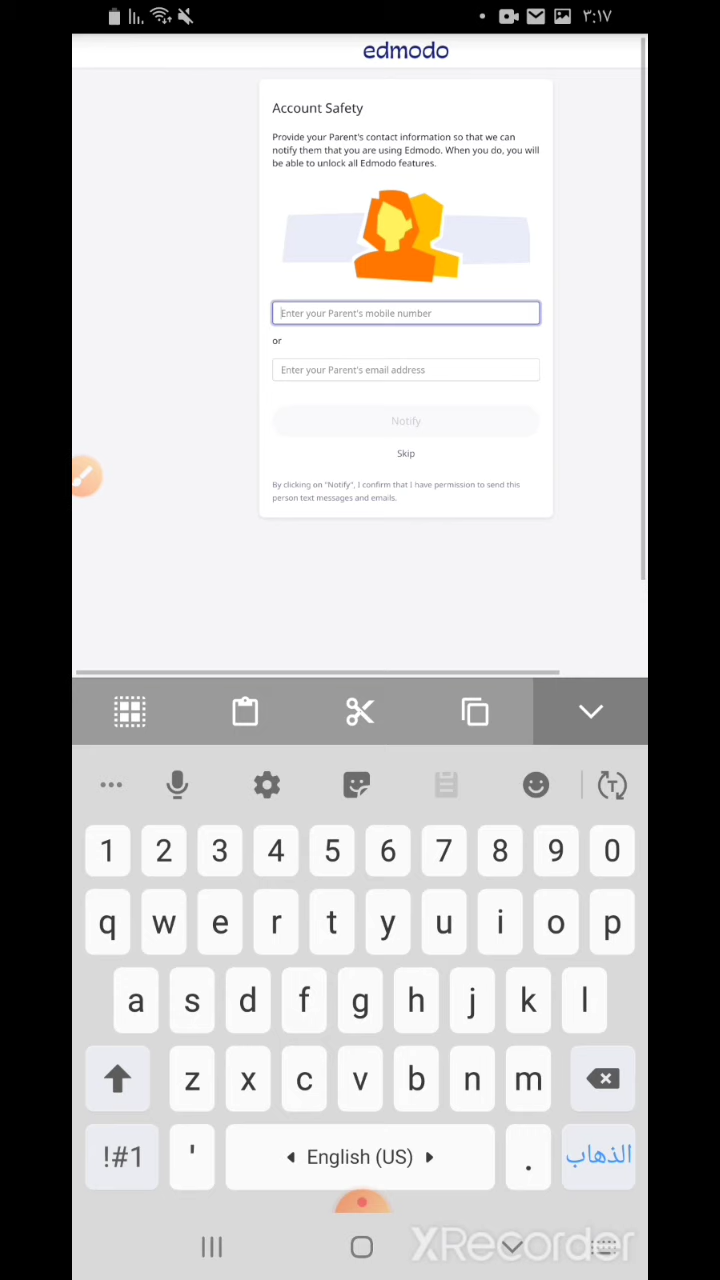 ٣:١٧
edmodo
Account Safety
Provide your Parent's contact information so that we can
notify them that you are using Edmodo. When you do, you will
be able to unlock all Edmodo features.
Enter your Parent's mobile number
or
Enter your Parent's email address
Notify
Skip
By clicking on "Notify", I confirm that I have permission to send this
person text messages and emails.
1 2 3 4 5 6 7 8 9 0
q w e r t y u i o p
a s d f g h j k l
z x c v b n m
!#1 ' English (US) . الذهاب
XRecorder